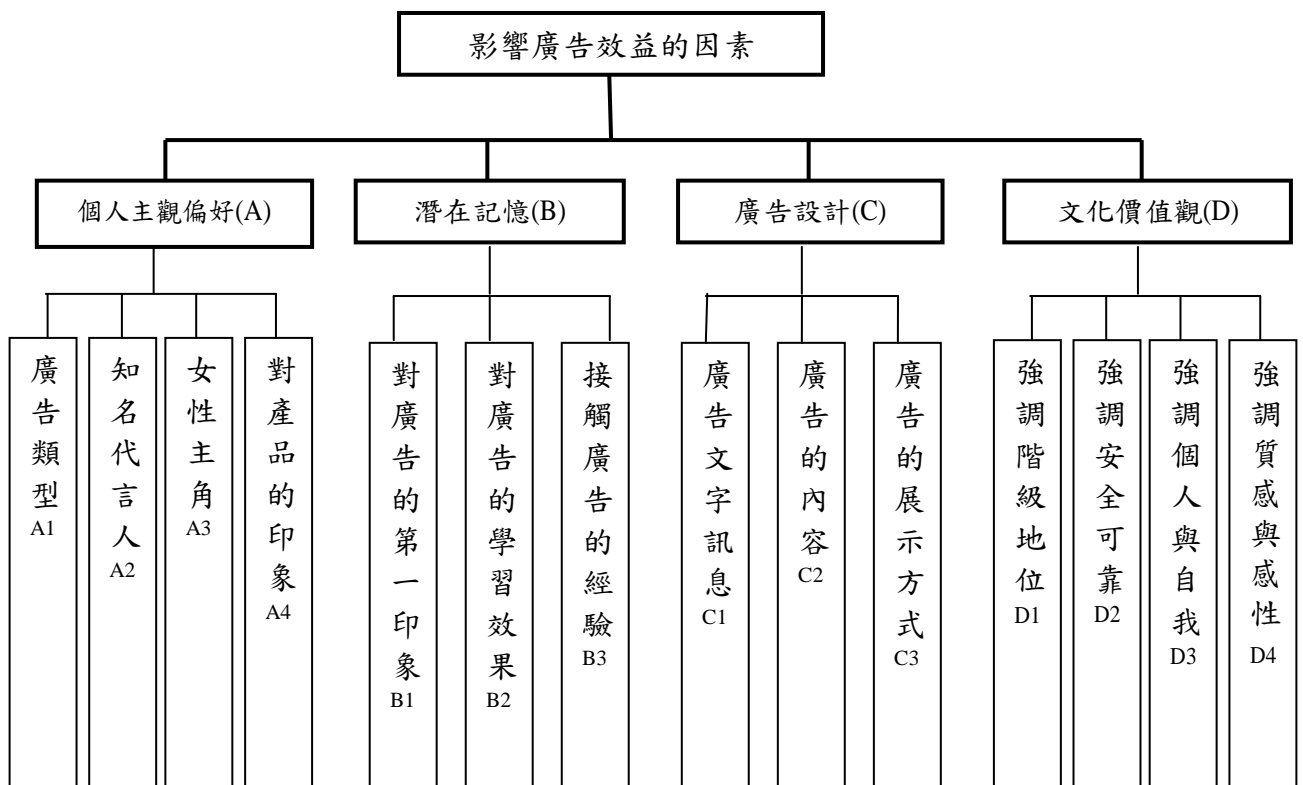 影響廣告效益的因素
個人主觀偏好(A)
潛在記憶(B)
廣告設計(C)
文化價值觀(D)
廣告類型
A1
知名代言人
A2
女性主角
A3
對產品的印象
A4
對廣告的第一印象
B1
對廣告的學習效果
B2
接觸廣告的經驗
B3
廣告文字訊息
C1
廣告的內容
C2
廣告的展示方式
C3
強調階級地位
D1
強調安全可靠
D2
強調個人與自我
D3
強調質感與感性
D4